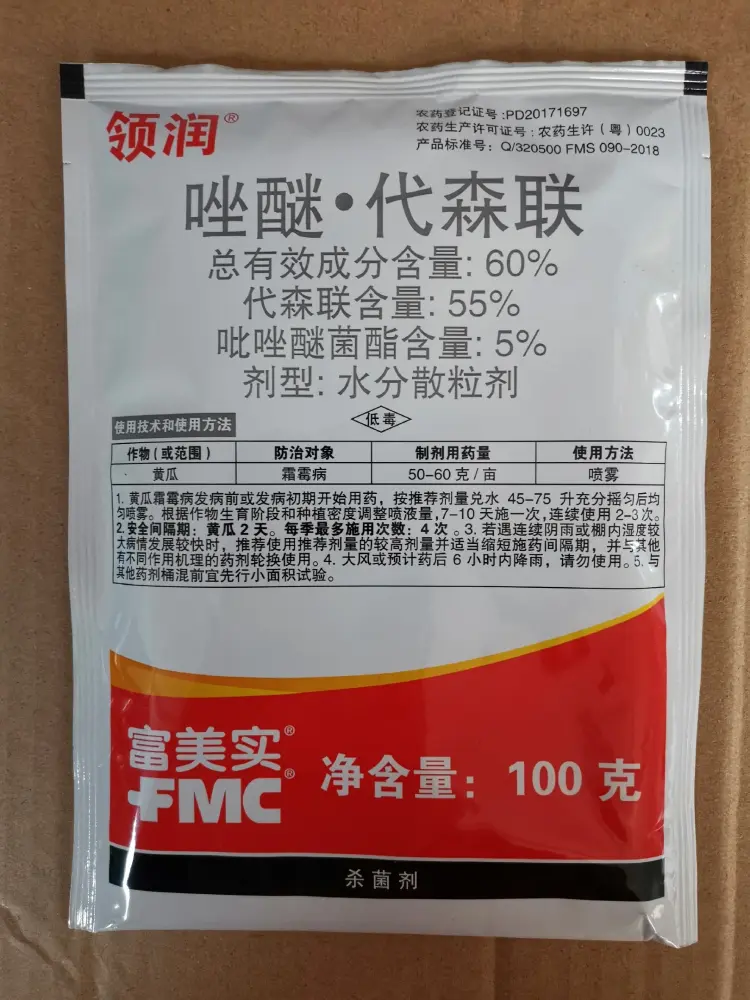 领润®
农药登记证号:PD20171697
农药生产许可证号: 农药生许(粤)0023
产品标准号: Q/320500 FMS 090-2018
唑醚·代森联
总有效成分含量: 60%
代森联含量: 55%
吡唑醚菌酯含量: 5%
剂型: 水分散粒剂
低毒
使用技术和使用方法
作物(或范围) 防治对象 制剂用药量 使用方法
黄瓜 霜霉病 50-60克/亩 喷雾
1. 黄瓜霜霉病发病前或发病初期开始用药, 按推荐剂量兑水 45-75 升充分摇匀后均
匀喷雾。根据作物生育阶段和种植密度调整喷液量,7-10 天施一次,连续使用 2-3 次。
2.安全间隔期: 黄瓜 2 天。每季最多施用次数: 4 次 。3. 若遇连续阴雨或棚内湿度较
大病情发展较快时, 推荐使用推荐剂量的较高剂量并适当缩短施药间隔期, 并与其他
有不同作用机理的药剂轮换使用。4. 大风或预计药后 6 小时内降雨, 请勿使用。5. 与
其他药剂桶混前宜先行小面积试验。
富美实®
FMC®
净含量: 100 克
杀菌剂